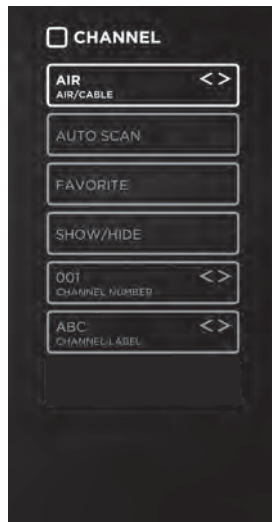 CHANNEL
AIR < >
AIR/CABLE
AUTO SCAN
FAVORITE
SHOW/HIDE
001 < >
CHANNEL NUMBER
ABC < >
CHANNEL LABEL